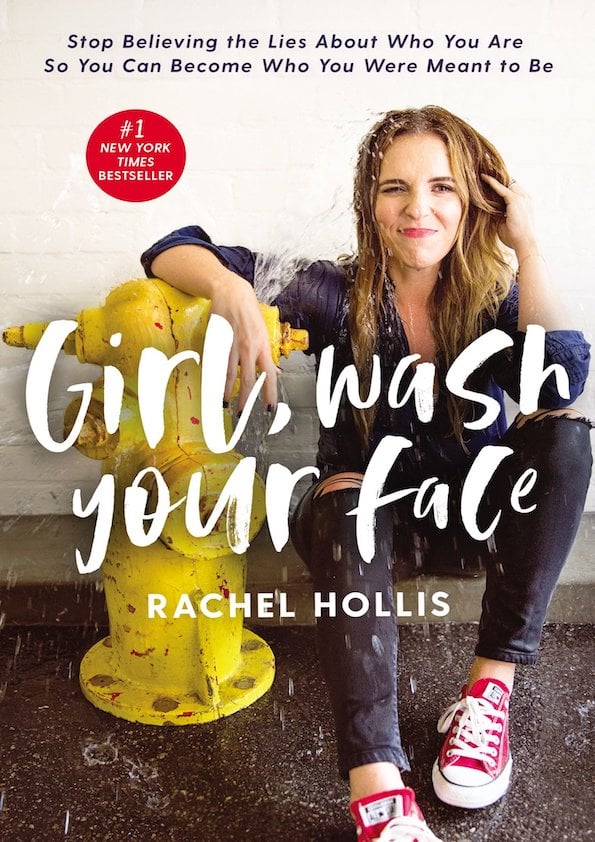 Stop Believing the Lies About Who You Are
So You Can Become Who You Were Meant to Be
#1
NEW YORK
TIMES
BESTSELLER
Girl, wash
your face
RACHEL HOLLIS